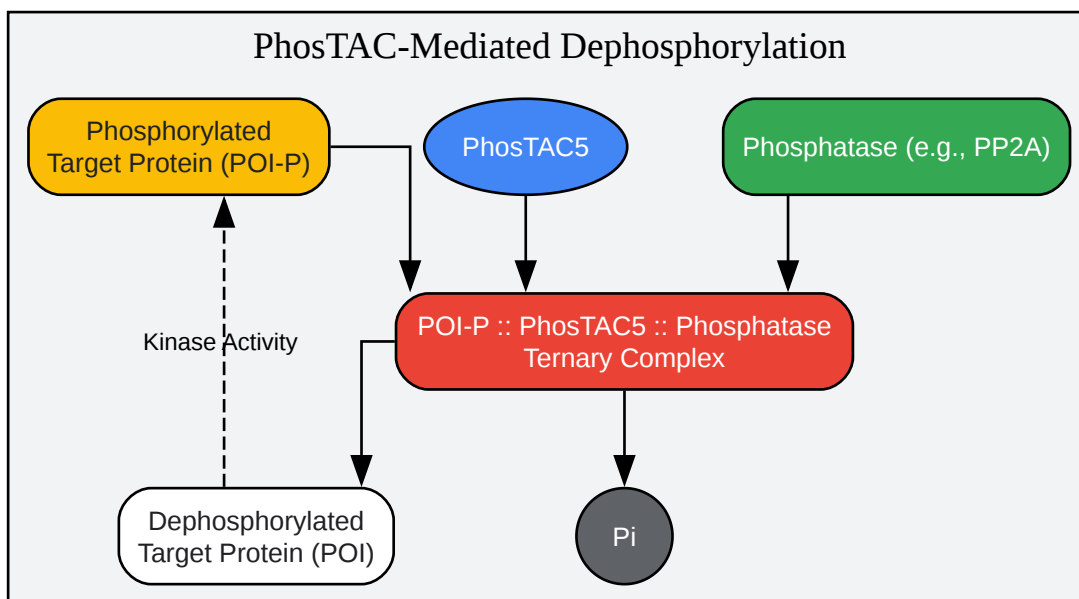 PhosTAC-Mediated Dephosphorylation
Phosphorylated
Target Protein (POI-P)
PhosTAC5
Phosphatase (e.g., PP2A)
POI-P :: PhosTAC5 :: Phosphatase
Ternary Complex
Kinase Activity
Dephosphorylated
Target Protein (POI)
Pi